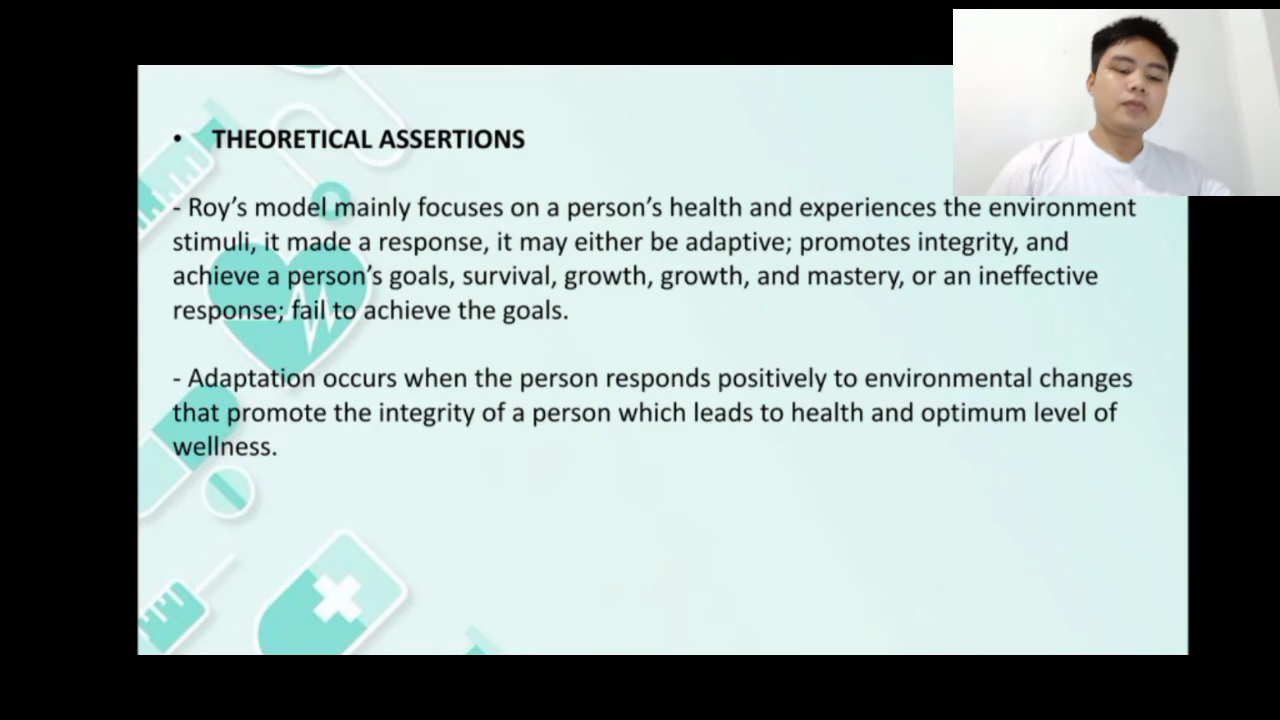 • THEORETICAL ASSERTIONS
- Roy's model mainly focuses on a person's health and experiences the environment
stimuli, it made a response, it may either be adaptive; promotes integrity, and
achieve a person's goals, survival, growth, growth, and mastery, or an ineffective
response; fail to achieve the goals.
- Adaptation occurs when the person responds positively to environmental changes
that promote the integrity of a person which leads to health and optimum level of
wellness.